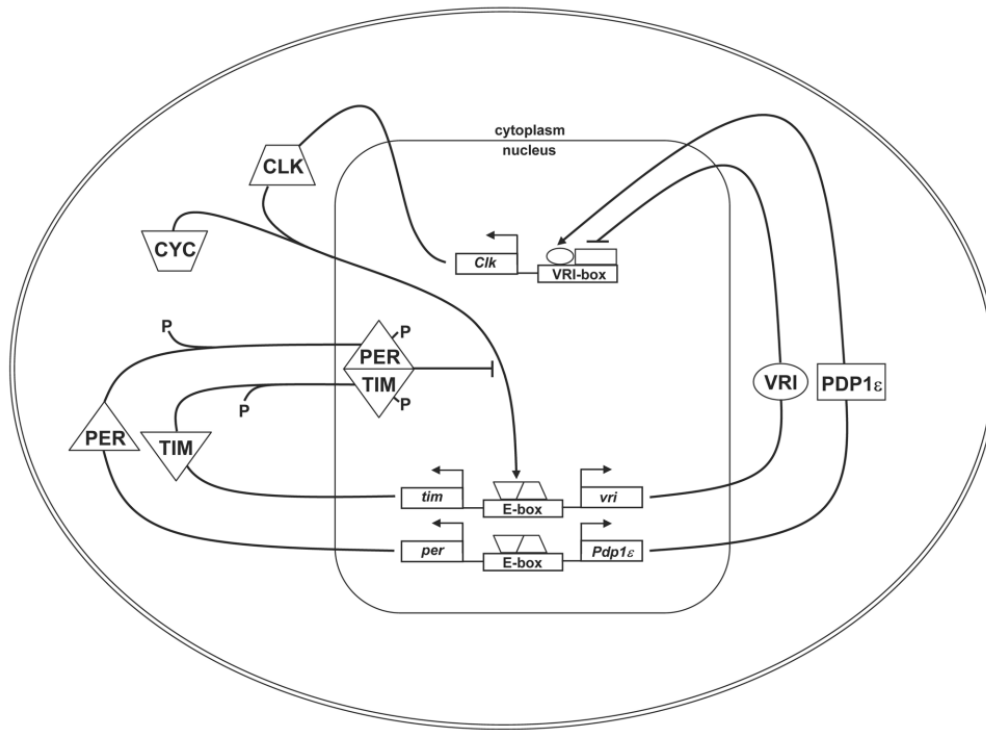 cytoplasm
nucleus
CLK
CYC
Clk
VRI-box
P
P
PER
TIM
P
P
PER
TIM
VRI
PDP1ε
tim
E-box
vri
per
E-box
Pdp1ε